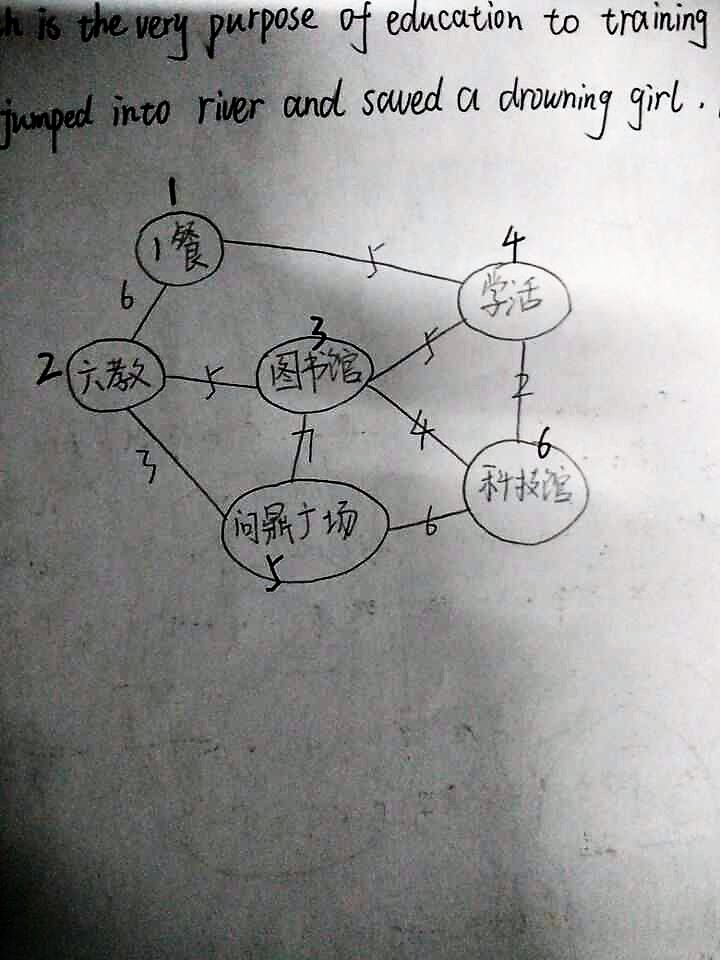 h is the very purpose of education to training
jumped into river and saved a drowning girl .
1
1餐
5
4
学活
6
3
2
六教
5
图书馆
5
2
3
7
4
6
科技馆
问鼎广场
6
5